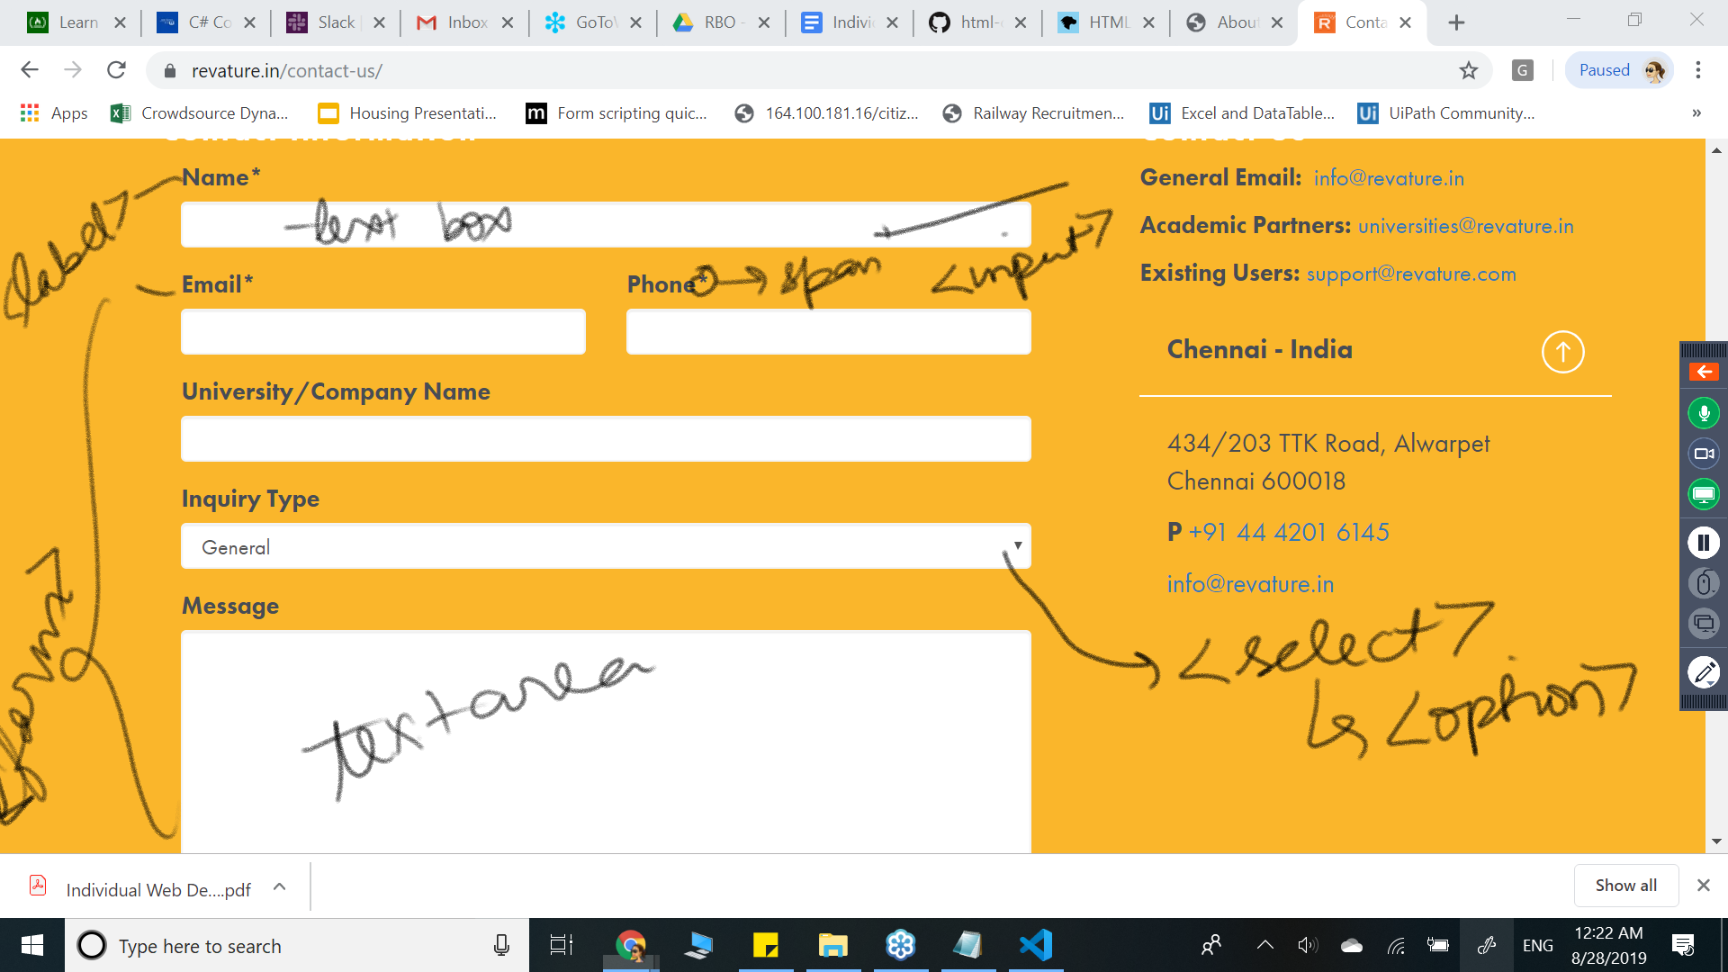 Learn
C# Co
Slack
Inbox
GoTo
RBO -
Individ
html-
HTML
About
Conta
revature.in/contact-us/
G
Paused
Apps
Crowdsource Dyna...
Housing Presentati...
m
Form scripting quic...
164.100.181.16/citiz...
Railway Recruitmen...
Ui
Excel and DataTable...
Ui
UiPath Community...
»
Name*
text box
<label>
Email*
Phone*
span
<input>
University/Company Name
Inquiry Type
General
<select>
<option>
Message
textarea
<form>
General Email: info@revature.in
Academic Partners: universities@revature.in
Existing Users: support@revature.com
Chennai - India
434/203 TTK Road, Alwarpet
Chennai 600018
P +91 44 4201 6145
info@revature.in
Individual Web De....pdf
Show all
Type here to search
ENG
12:22 AM
8/28/2019